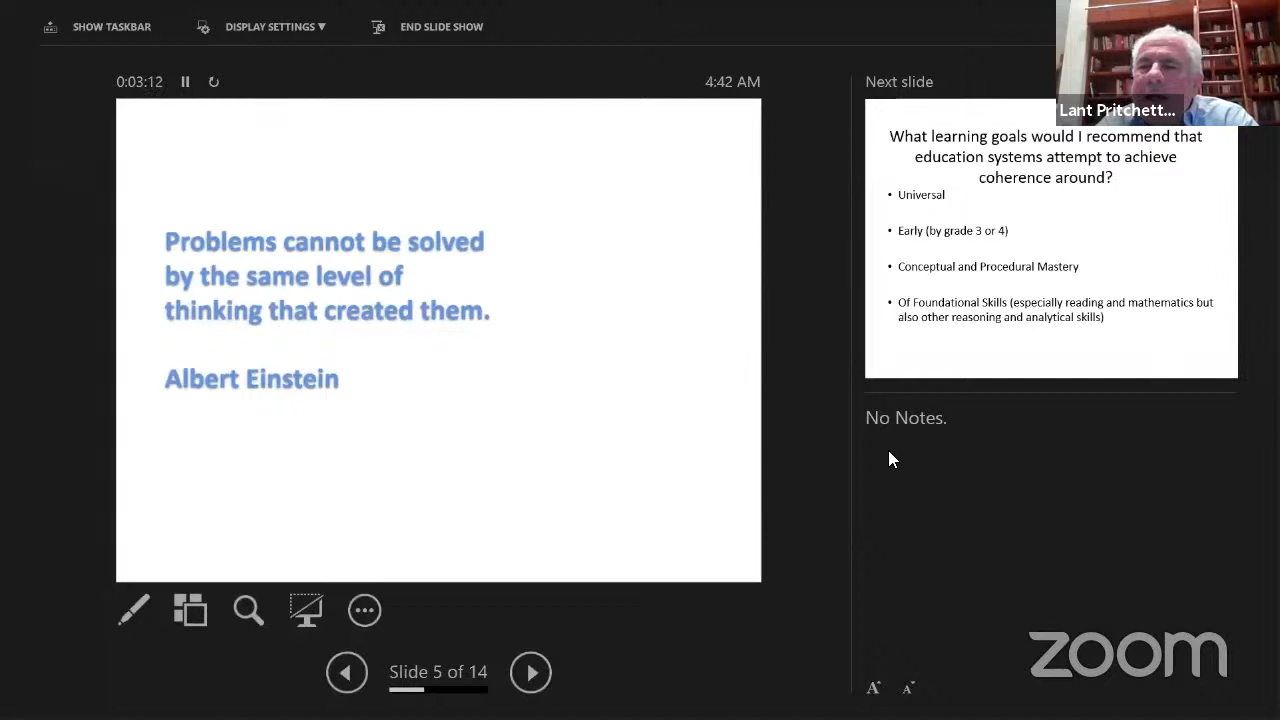 SHOW TASKBAR
DISPLAY SETTINGS ▼
END SLIDE SHOW
0:03:12
4:42 AM
Problems cannot be solved
by the same level of
thinking that created them.
Albert Einstein
Slide 5 of 14
Next slide
Lant Pritchett...
What learning goals would I recommend that
education systems attempt to achieve
coherence around?
• Universal
• Early (by grade 3 or 4)
• Conceptual and Procedural Mastery
• Of Foundational Skills (especially reading and mathematics but
also other reasoning and analytical skills)
No Notes.
A A
zoom